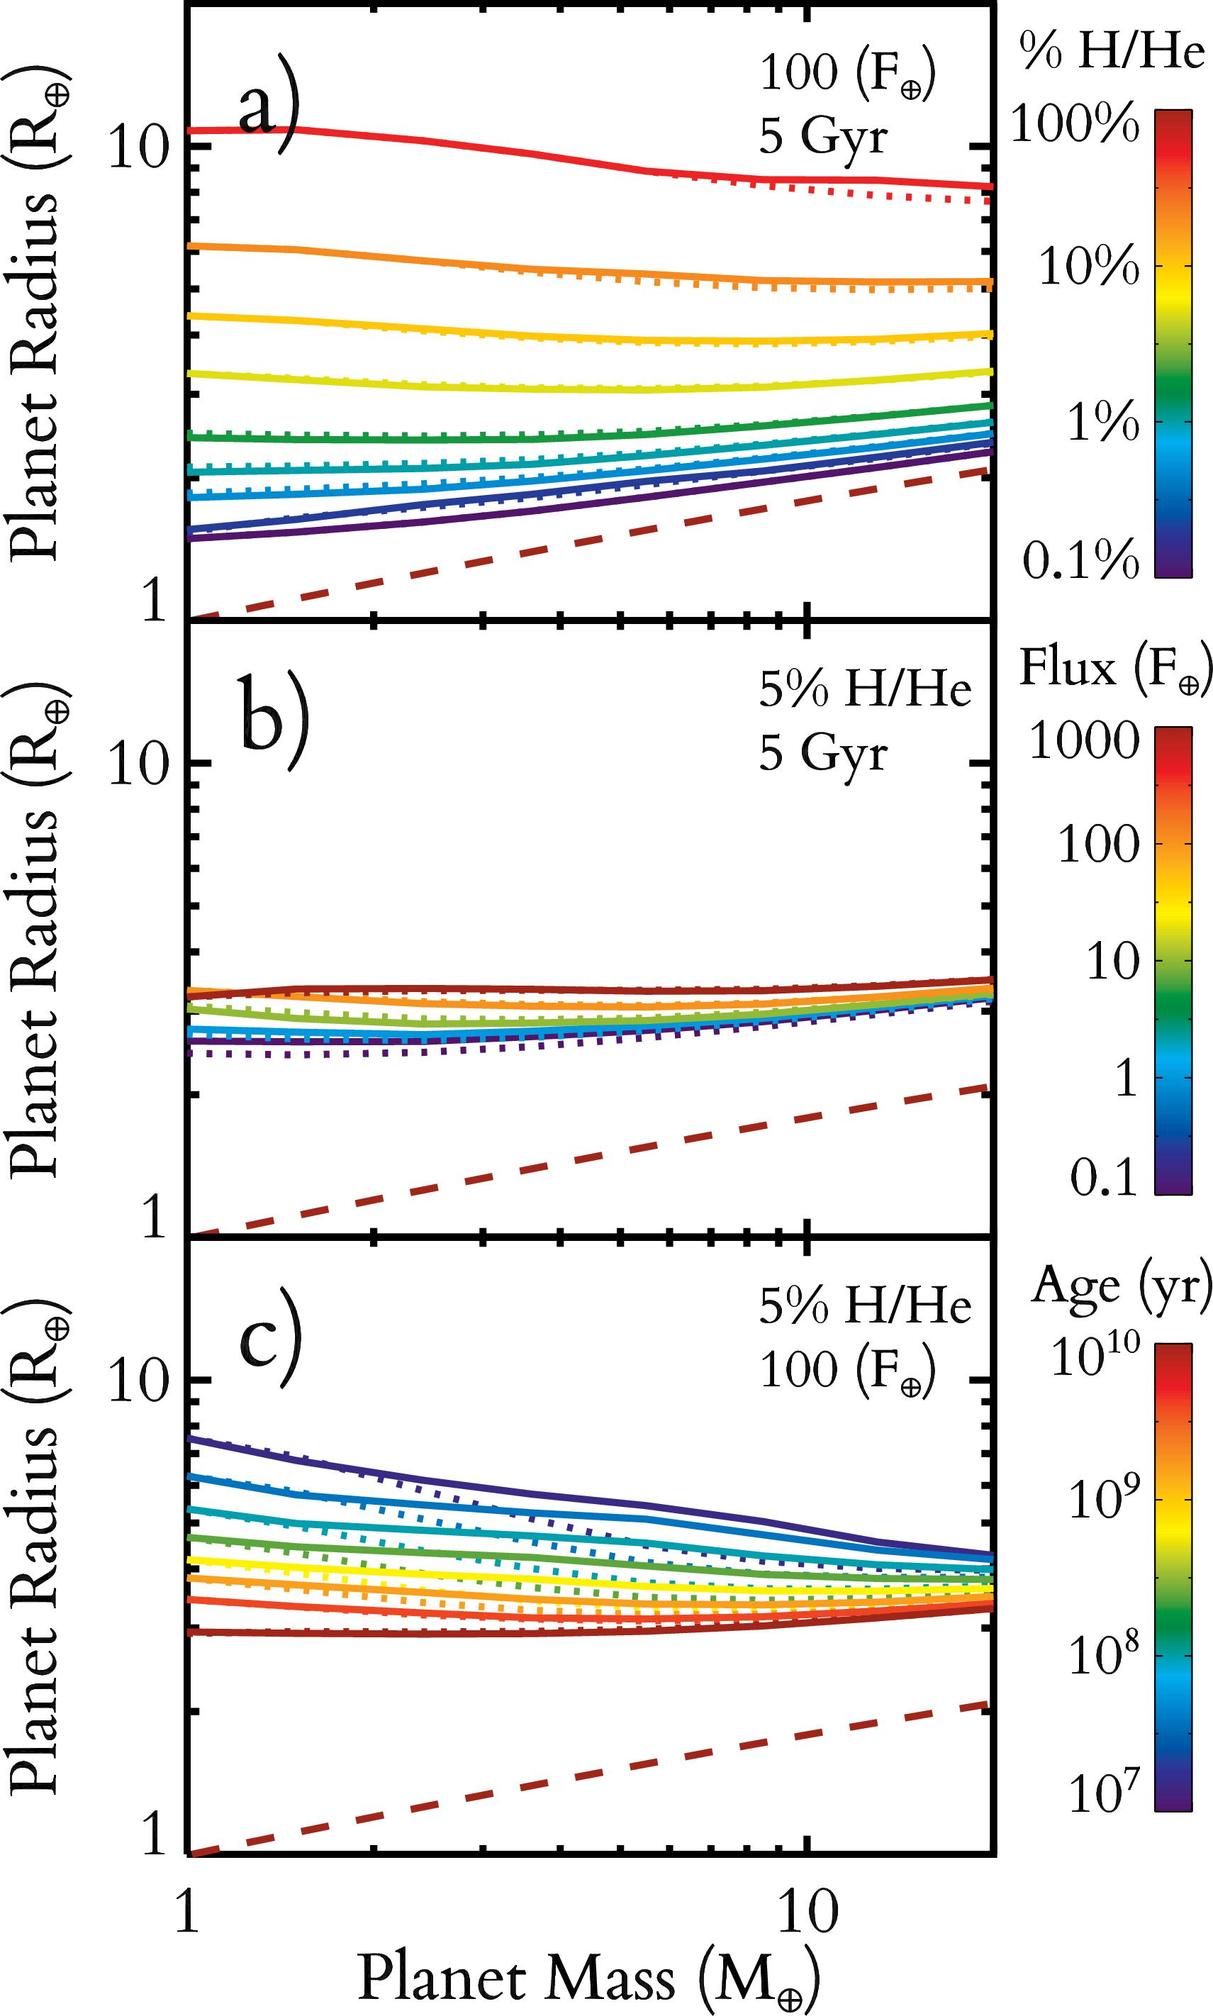 a)
100 (F⊕)
5 Gyr
Planet Radius (R⊕)
10
1
% H/He
100%
10%
1%
0.1%
b)
5% H/He
5 Gyr
Planet Radius (R⊕)
10
1
Flux (F⊕)
1000
100
10
1
0.1
c)
5% H/He
100 (F⊕)
Planet Radius (R⊕)
10
1
Age (yr)
10¹⁰
10⁹
10⁸
10⁷
1
10
Planet Mass (M⊕)